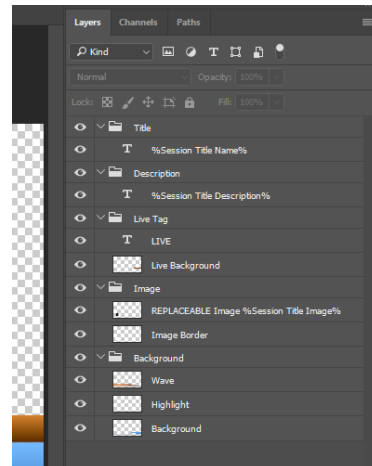 Layers Channels Paths
Kind T
Normal Opacity: 100%
Lock: Fill: 100%
Title
T %Session Title Name%
Description
T %Session Title Description%
Live Tag
T LIVE
Live Background
Image
REPLACEABLE Image %Session Title Image%
Image Border
Background
Wave
Highlight
Background